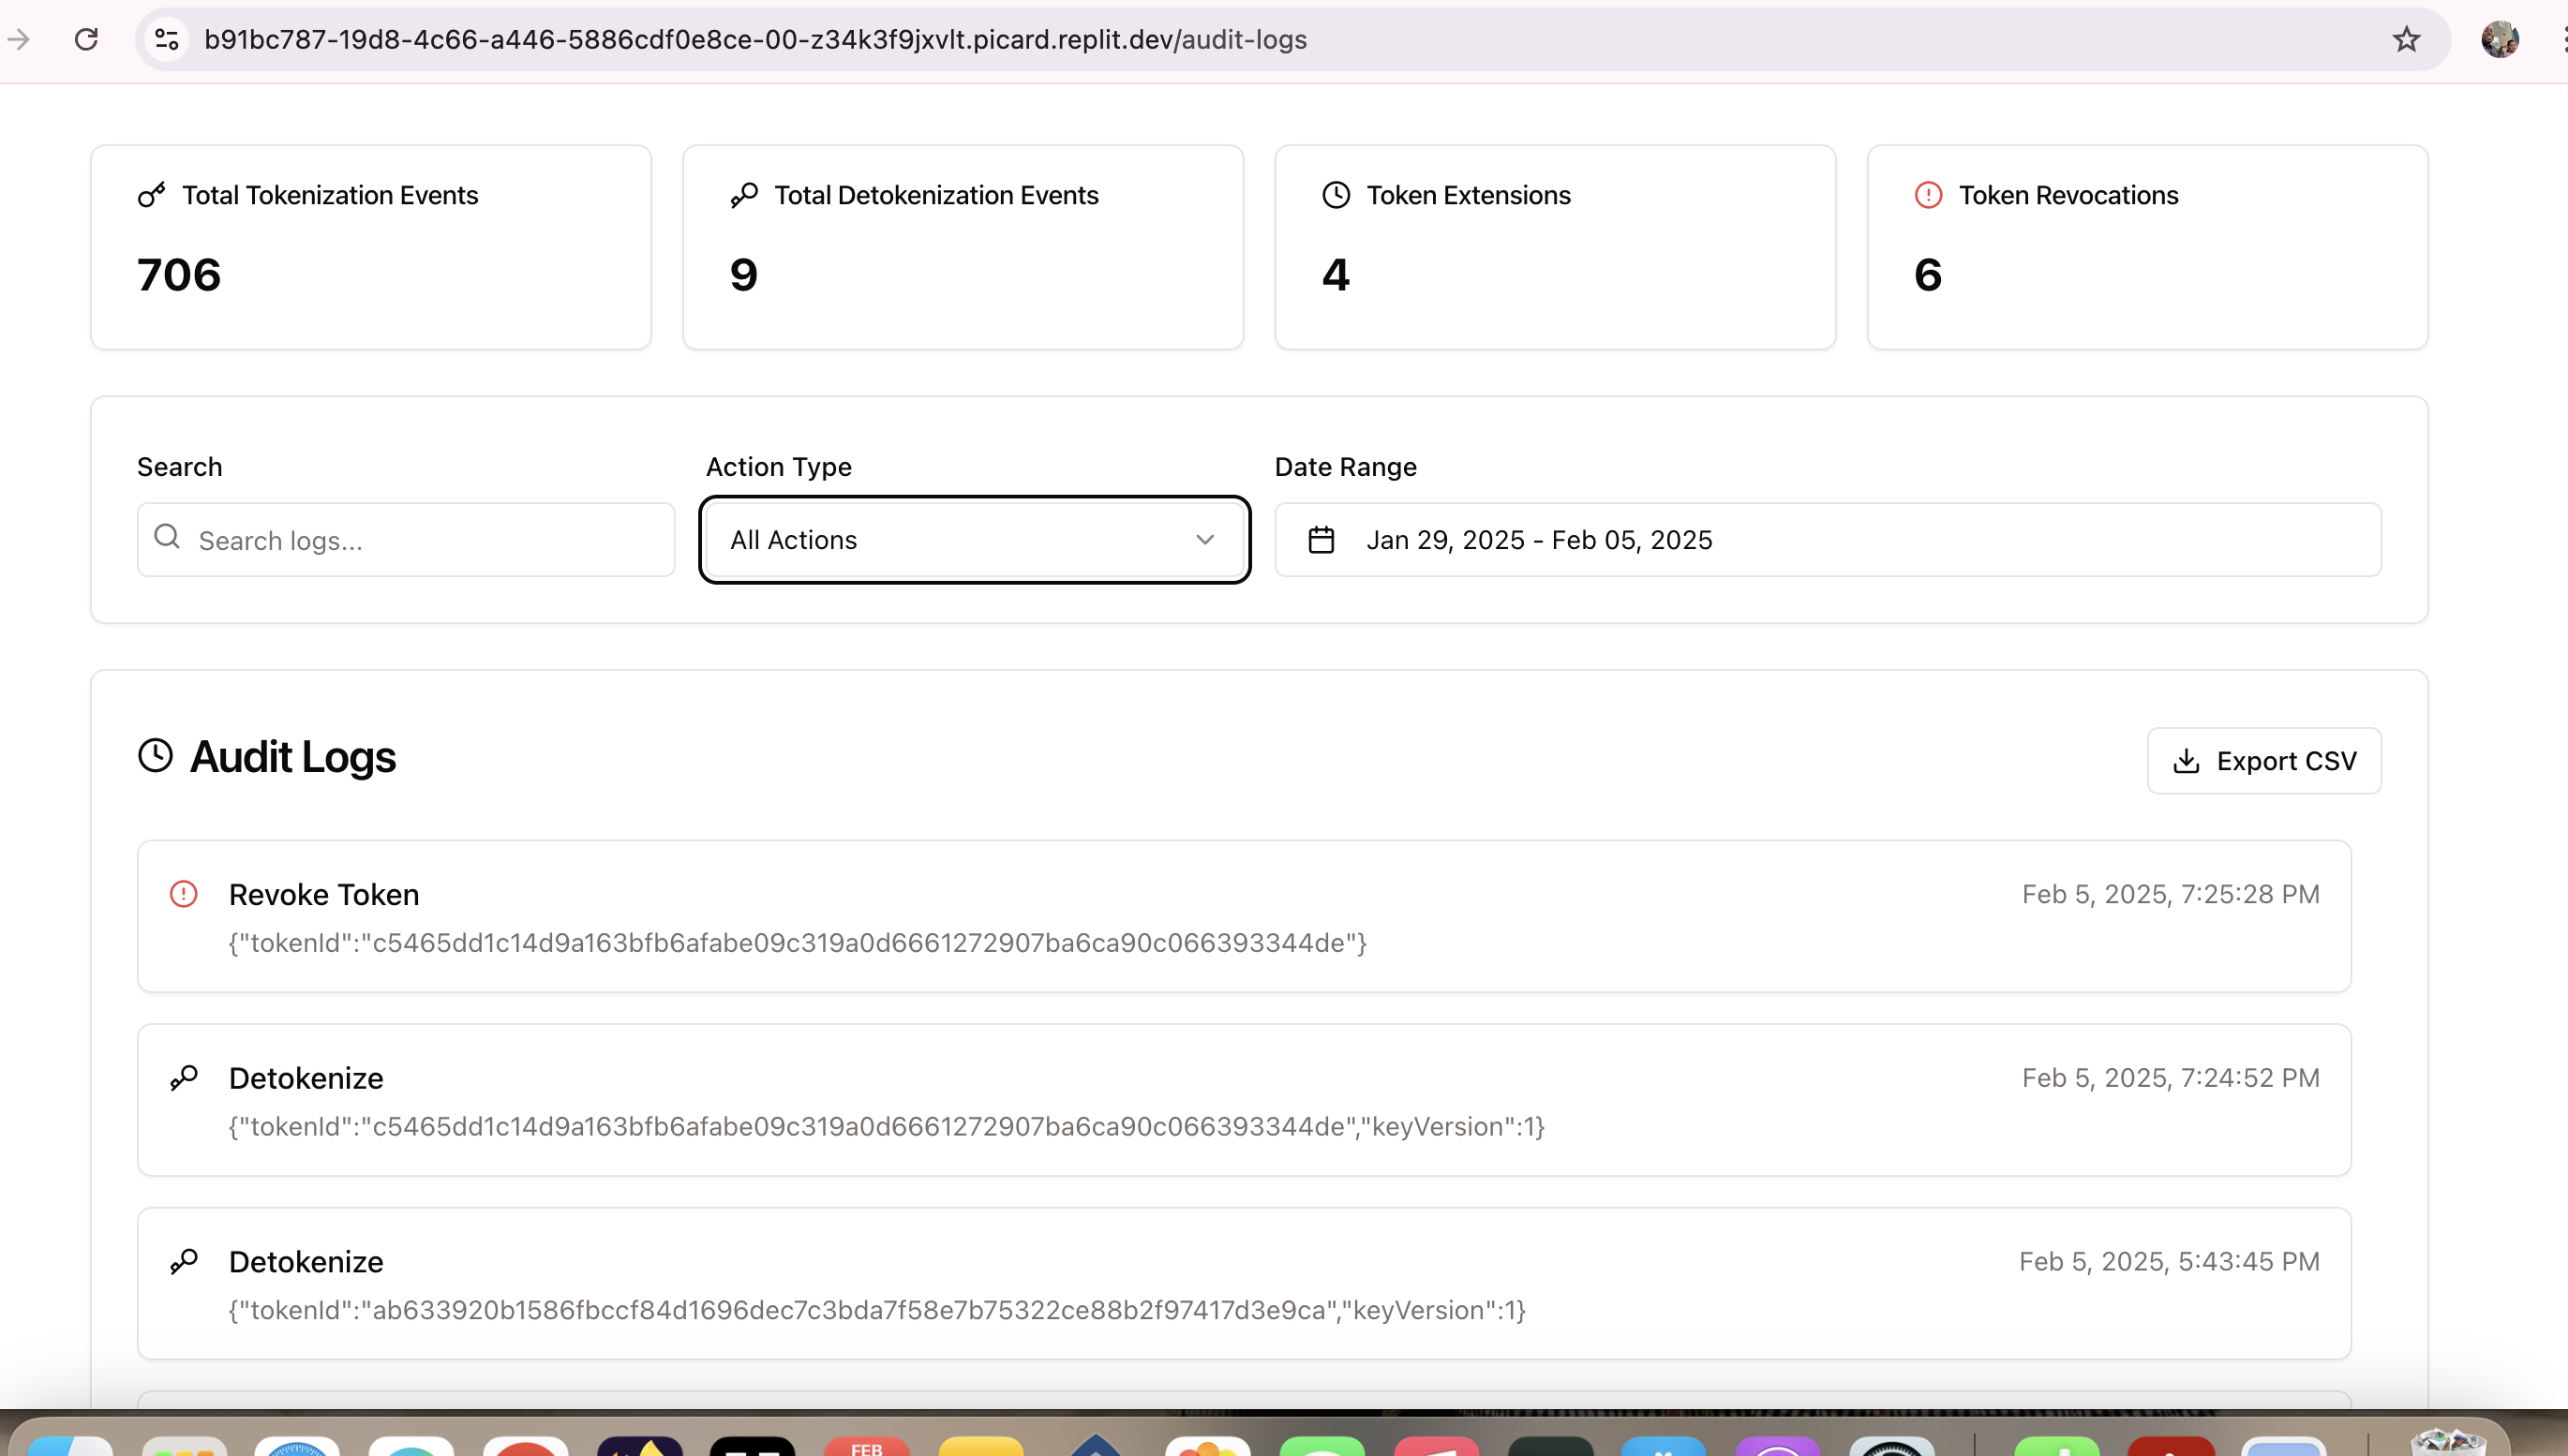 b91bc787-19d8-4c66-a446-5886cdf0e8ce-00-z34k3f9jxvlt.picard.replit.dev/audit-logs
Total Tokenization Events
706
Total Detokenization Events
9
Token Extensions
4
Token Revocations
6
Search
Search logs...
Action Type
All Actions
Date Range
Jan 29, 2025 - Feb 05, 2025
Audit Logs
Export CSV
Revoke Token
Feb 5, 2025, 7:25:28 PM
{"tokenId":"c5465dd1c14d9a163bfb6afabe09c319a0d6661272907ba6ca90c066393344de"}
Detokenize
Feb 5, 2025, 7:24:52 PM
{"tokenId":"c5465dd1c14d9a163bfb6afabe09c319a0d6661272907ba6ca90c066393344de","keyVersion":1}
Detokenize
Feb 5, 2025, 5:43:45 PM
{"tokenId":"ab633920b1586fbccf84d1696dec7c3bda7f58e7b75322ce88b2f97417d3e9ca","keyVersion":1}
FEB